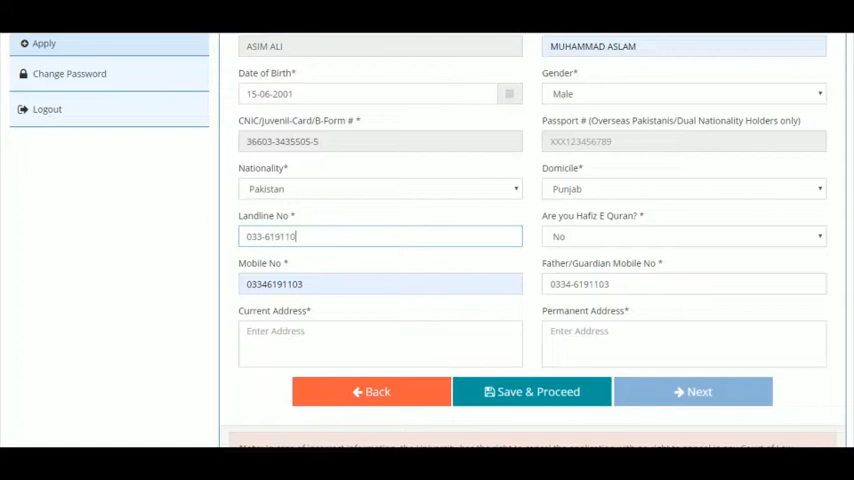 Apply
Change Password
Logout
ASIM ALI
MUHAMMAD ASLAM
Date of Birth*
Gender*
15-06-2001
Male
CNIC/Juvenil-Card/B-Form # *
Passport # (Overseas Pakistanis/Dual Nationality Holders only)
36603-3435505-5
XXX123456789
Nationality*
Domicile*
Pakistan
Punjab
Landline No *
Are you Hafiz E Quran? *
033-619110
No
Mobile No *
Father/Guardian Mobile No *
03346191103
0334-6191103
Current Address*
Permanent Address*
Enter Address
Enter Address
Back
Save & Proceed
Next